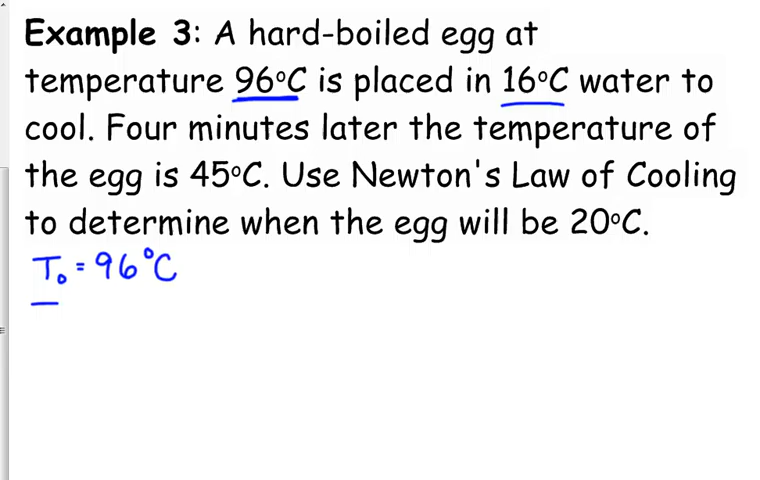 Example 3: A hard-boiled egg at
temperature 96°C is placed in 16°C water to
cool. Four minutes later the temperature of
the egg is 45°C. Use Newton's Law of Cooling
to determine when the egg will be 20°C.
T₀ = 96°C